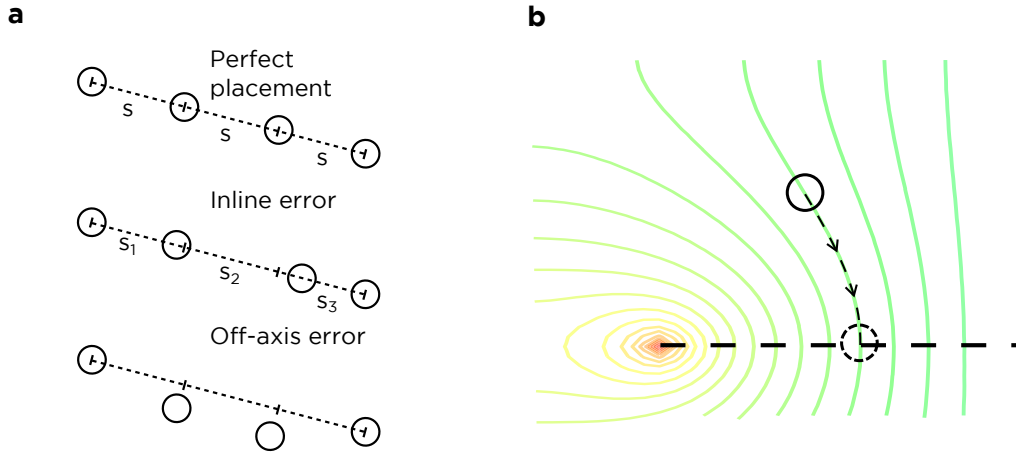 a
Perfect
placement
s
s
s
Inline error
s₁
s₂
s₃
Off-axis error
b